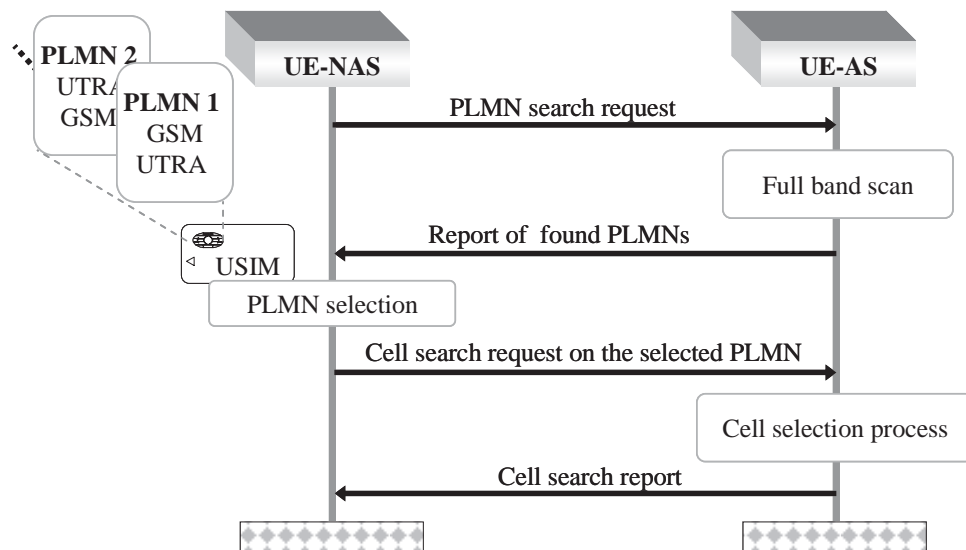 PLMN 2
UTRA
GSM
PLMN 1
GSM
UTRA
USIM
UE-NAS
UE-AS
PLMN search request
Full band scan
Report of found PLMNs
PLMN selection
Cell search request on the selected PLMN
Cell selection process
Cell search report